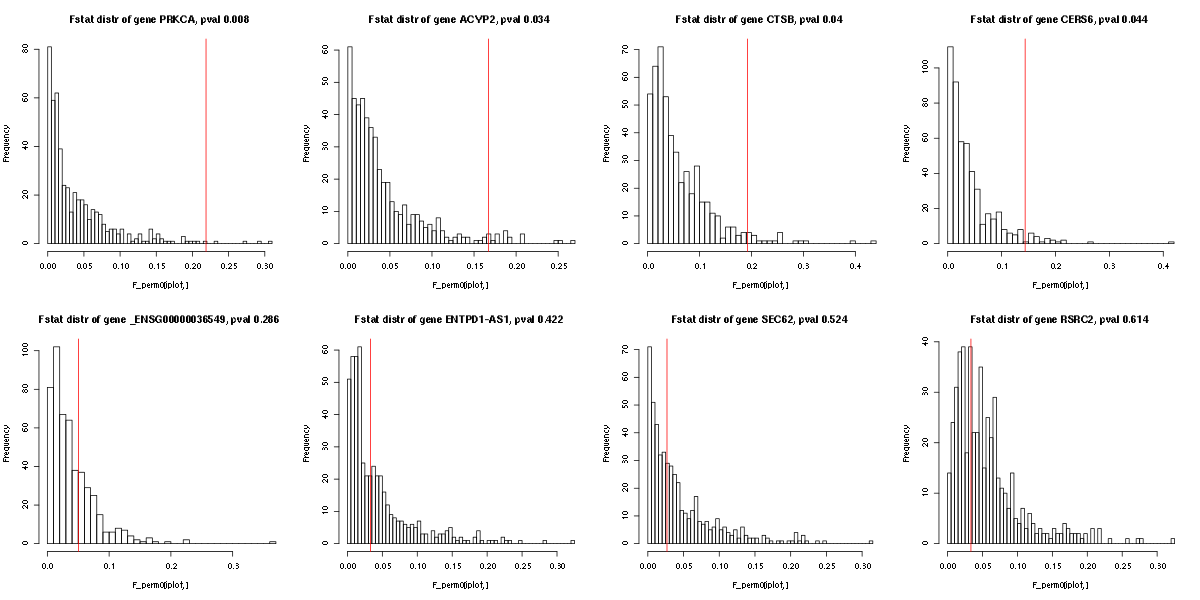 Fstat distr of gene PRKCA, pval 0.008
Frequency
0 20 40 60 80
0.00 0.05 0.10 0.15 0.20 0.25 0.30
F_perm0[iplot, ]
Fstat distr of gene ACYP2, pval 0.034
Frequency
0 10 20 30 40 50 60
0.00 0.05 0.10 0.15 0.20 0.25
F_perm0[iplot, ]
Fstat distr of gene CTSB, pval 0.04
Frequency
0 10 20 30 40 50 60 70
0.0 0.1 0.2 0.3 0.4
F_perm0[iplot, ]
Fstat distr of gene CERS6, pval 0.044
Frequency
0 20 40 60 80 100
0.0 0.1 0.2 0.3 0.4
F_perm0[iplot, ]
Fstat distr of gene _ENSG00000036549, pval 0.286
Frequency
0 20 40 60 80 100
0.0 0.1 0.2 0.3
F_perm0[iplot, ]
Fstat distr of gene ENTPD1-AS1, pval 0.422
Frequency
0 10 20 30 40 50 60
0.00 0.05 0.10 0.15 0.20 0.25 0.30
F_perm0[iplot, ]
Fstat distr of gene SEC62, pval 0.524
Frequency
0 10 20 30 40 50 60 70
0.00 0.05 0.10 0.15 0.20 0.25 0.30
F_perm0[iplot, ]
Fstat distr of gene RSRC2, pval 0.614
Frequency
0 10 20 30 40
0.00 0.05 0.10 0.15 0.20 0.25 0.30
F_perm0[iplot, ]